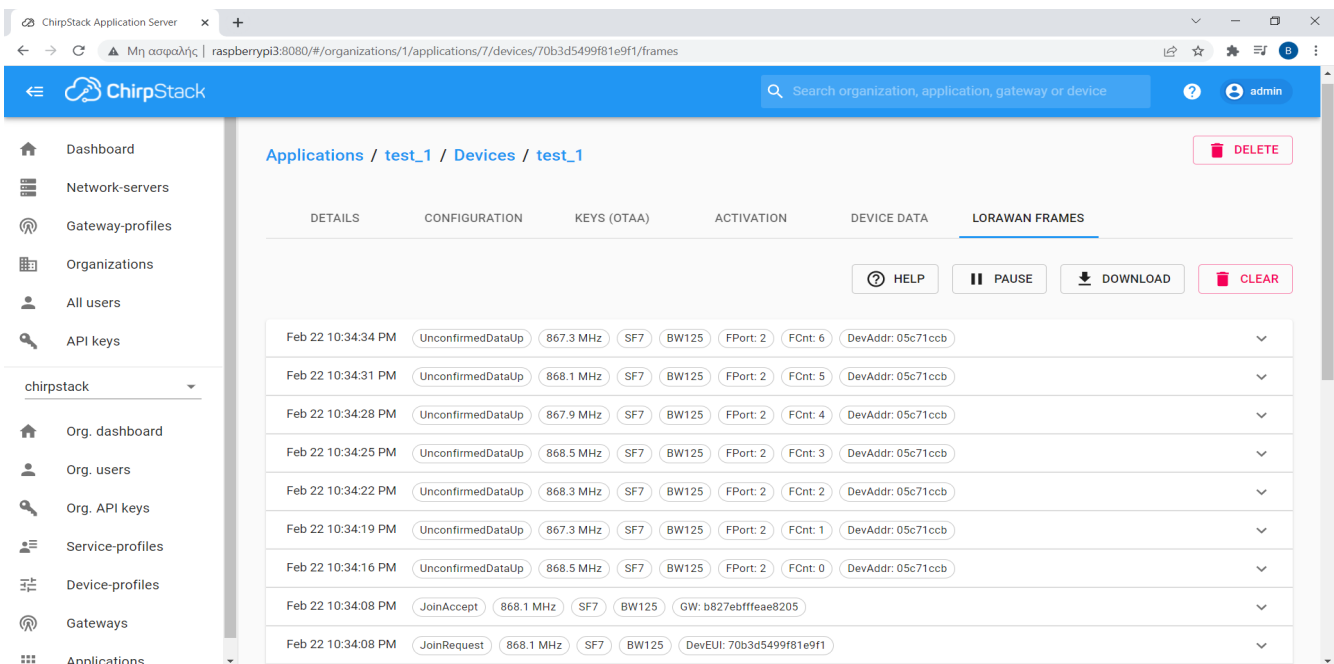 ChirpStack Application Server
Μη ασφαλής | raspberrypi3:8080/#/organizations/1/applications/7/devices/70b3d5499f81e9f1/frames
B
ChirpStack
Search organization, application, gateway or device
? admin
Dashboard
Network-servers
Gateway-profiles
Organizations
All users
API keys
chirpstack
Org. dashboard
Org. users
Org. API keys
Service-profiles
Device-profiles
Gateways
Applications
Applications / test_1 / Devices / test_1
DELETE
DETAILS CONFIGURATION KEYS (OTAA) ACTIVATION DEVICE DATA LORAWAN FRAMES
? HELP PAUSE DOWNLOAD CLEAR
Feb 22 10:34:34 PM UnconfirmedDataUp 867.3 MHz SF7 BW125 FPort: 2 FCnt: 6 DevAddr: 05c71ccb
Feb 22 10:34:31 PM UnconfirmedDataUp 868.1 MHz SF7 BW125 FPort: 2 FCnt: 5 DevAddr: 05c71ccb
Feb 22 10:34:28 PM UnconfirmedDataUp 867.9 MHz SF7 BW125 FPort: 2 FCnt: 4 DevAddr: 05c71ccb
Feb 22 10:34:25 PM UnconfirmedDataUp 868.5 MHz SF7 BW125 FPort: 2 FCnt: 3 DevAddr: 05c71ccb
Feb 22 10:34:22 PM UnconfirmedDataUp 868.3 MHz SF7 BW125 FPort: 2 FCnt: 2 DevAddr: 05c71ccb
Feb 22 10:34:19 PM UnconfirmedDataUp 867.3 MHz SF7 BW125 FPort: 2 FCnt: 1 DevAddr: 05c71ccb
Feb 22 10:34:16 PM UnconfirmedDataUp 868.5 MHz SF7 BW125 FPort: 2 FCnt: 0 DevAddr: 05c71ccb
Feb 22 10:34:08 PM JoinAccept 868.1 MHz SF7 BW125 GW: b827ebfffeae8205
Feb 22 10:34:08 PM JoinRequest 868.1 MHz SF7 BW125 DevEUI: 70b3d5499f81e9f1